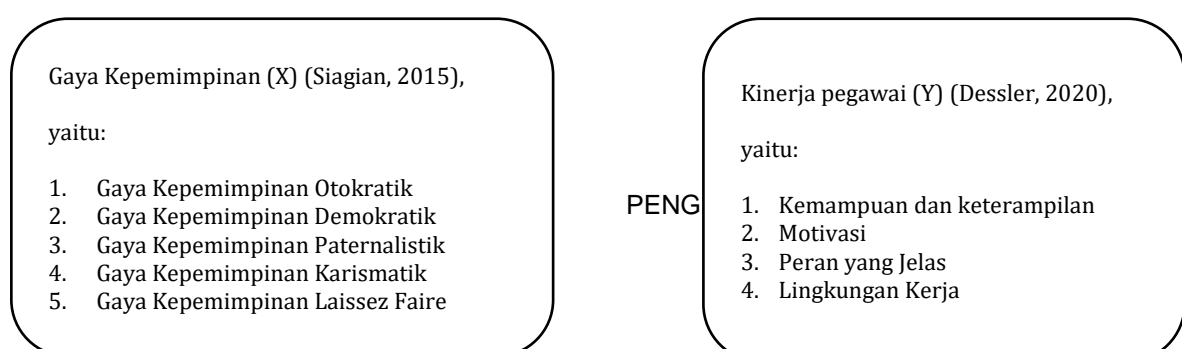 Gaya Kepemimpinan (X) (Siagian, 2015),
yaitu:
1. Gaya Kepemimpinan Otokratik
2. Gaya Kepemimpinan Demokratik
3. Gaya Kepemimpinan Paternalistik
4. Gaya Kepemimpinan Karismatik
5. Gaya Kepemimpinan Laissez Faire
PENG
Kinerja pegawai (Y) (Dessler, 2020),
yaitu:
1. Kemampuan dan keterampilan
2. Motivasi
3. Peran yang Jelas
4. Lingkungan Kerja